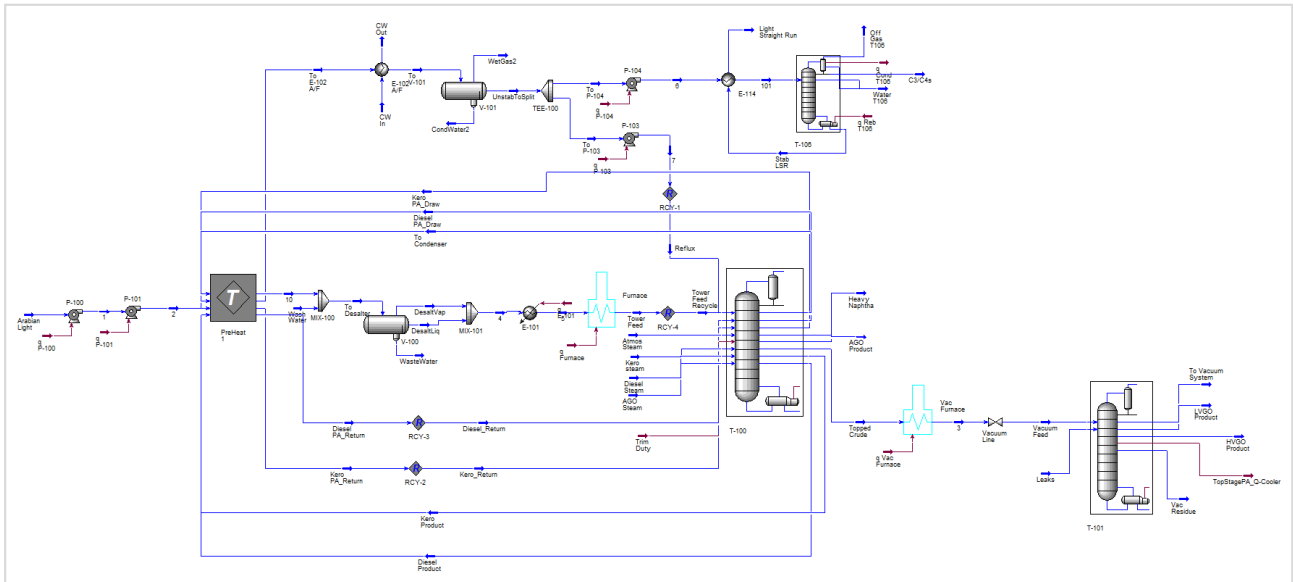 CW
Out
To
E-102
A/F
E-102
A/F
To
V-101
CW
In
WetGas2
V-101
CondWater2
UnstabToSplit
TEE-100
To
P-104
P-104
q
P-104
6
To
P-103
P-103
q
P-103
7
RCY-1
Reflux
Light
Straight Run
E-114
101
Off
Gas
T106
q
Cond
T106
C3/C4s
Water
T106
q Reb
T106
T-106
Stab
LSR
Kero
PA_Draw
Diesel
PA_Draw
To
Condenser
Arabian
Light
P-100
q
P-100
1
P-101
q
P-101
2
T
PreHeat
1
10
Wash
Water
MIX-100
To
Desalter
DesaltVap
DesaltLiq
V-100
WasteWater
MIX-101
4
E-101
5
Furnace
q
Furnace
Tower
Feed
RCY-4
Tower
Feed
Recycle
Atmos
Steam
Kero
steam
Diesel
Steam
AGO
Steam
Trim
Duty
T-100
Heavy
Naphtha
AGO
Product
Diesel
PA_Return
RCY-3
Diesel_Return
Kero
PA_Return
RCY-2
Kero_Return
Kero
Product
Diesel
Product
Topped
Crude
Vac
Furnace
q Vac
Furnace
3
Vacuum
Line
Vacuum
Feed
Leaks
T-101
To Vacuum
System
LVGO
Product
HVGO
Product
TopStagePA_Q-Cooler
Vac
Residue